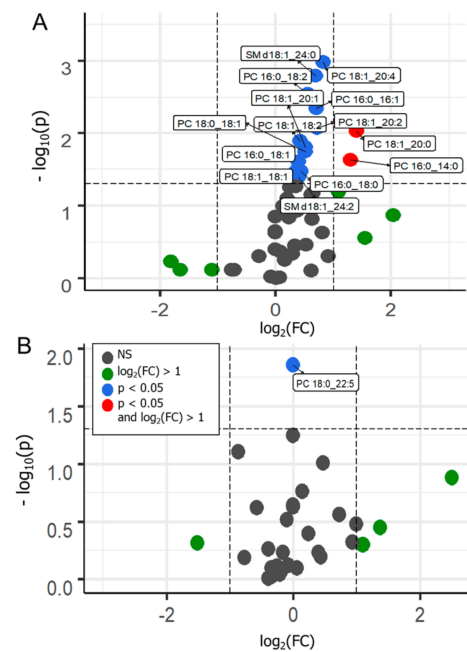 A
3
2
1
0
- log10(p)
SM d18:1_24:0
PC 16:0_18:2
PC 18:1_20:4
PC 18:1_20:1
PC 16:0_16:1
PC 18:0_18:1
PC 18:1_18:2
PC 18:1_20:2
PC 18:1_20:0
PC 16:0_18:1
PC 16:0_14:0
PC 18:1_18:1
PC 16:0_18:0
SM d18:1_24:2
-2
0
2
log2(FC)
B
2.0
1.5
1.0
0.5
0.0
- log10(p)
NS
log2(FC) > 1
p < 0.05
p < 0.05
and log2(FC) > 1
PC 18:0_22:5
-2
0
2
log2(FC)